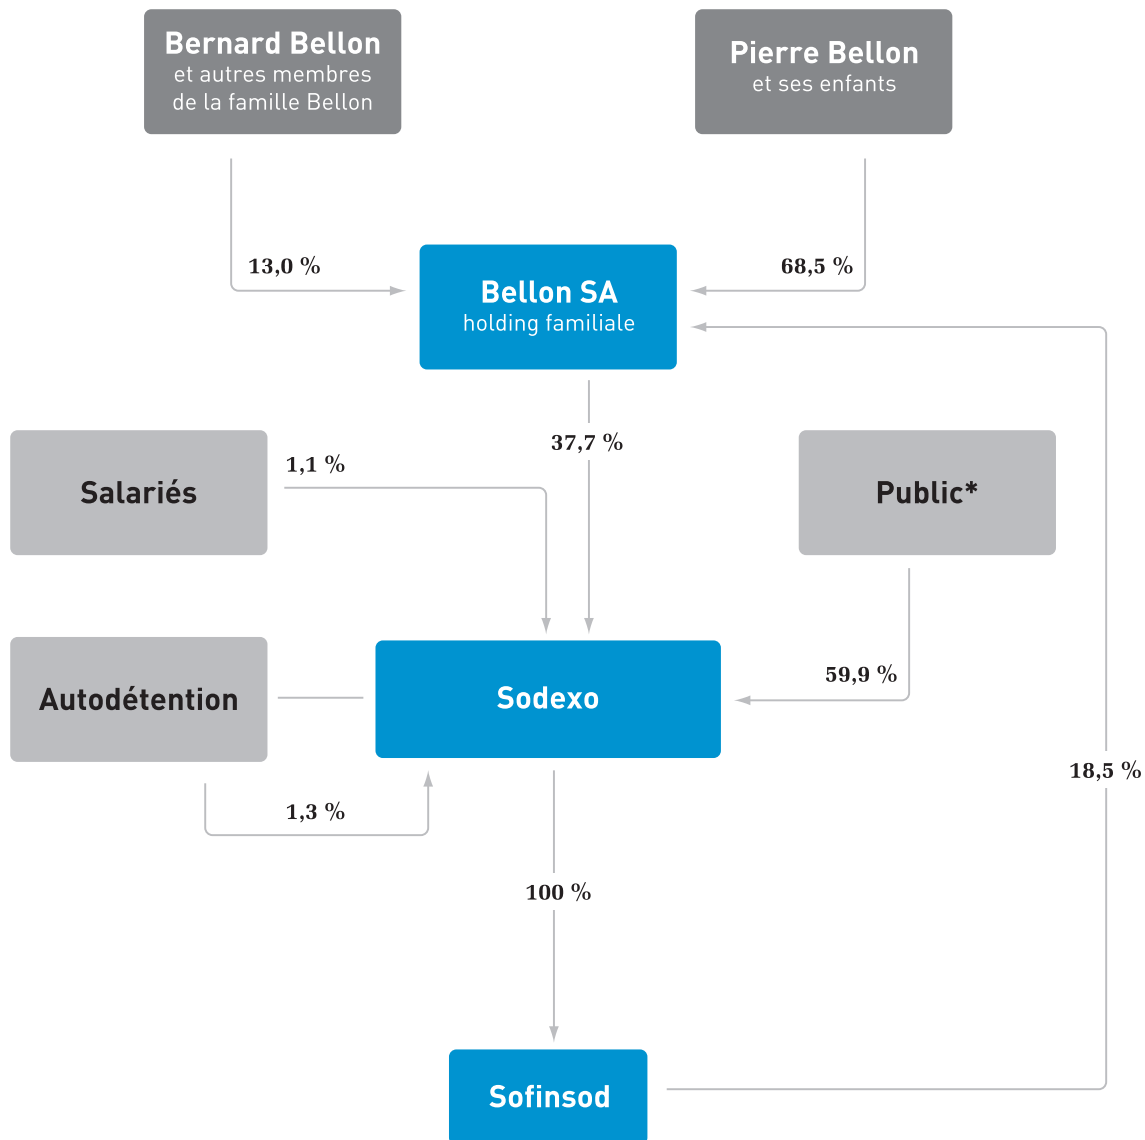 Bernard Bellon
et autres membres
de la famille Bellon
Pierre Bellon
et ses enfants
13,0 %
68,5 %
Bellon SA
holding familiale
37,7 %
Salariés
1,1 %
Public*
Autodétention
Sodexo
59,9 %
18,5 %
1,3 %
100 %
Sofinsod